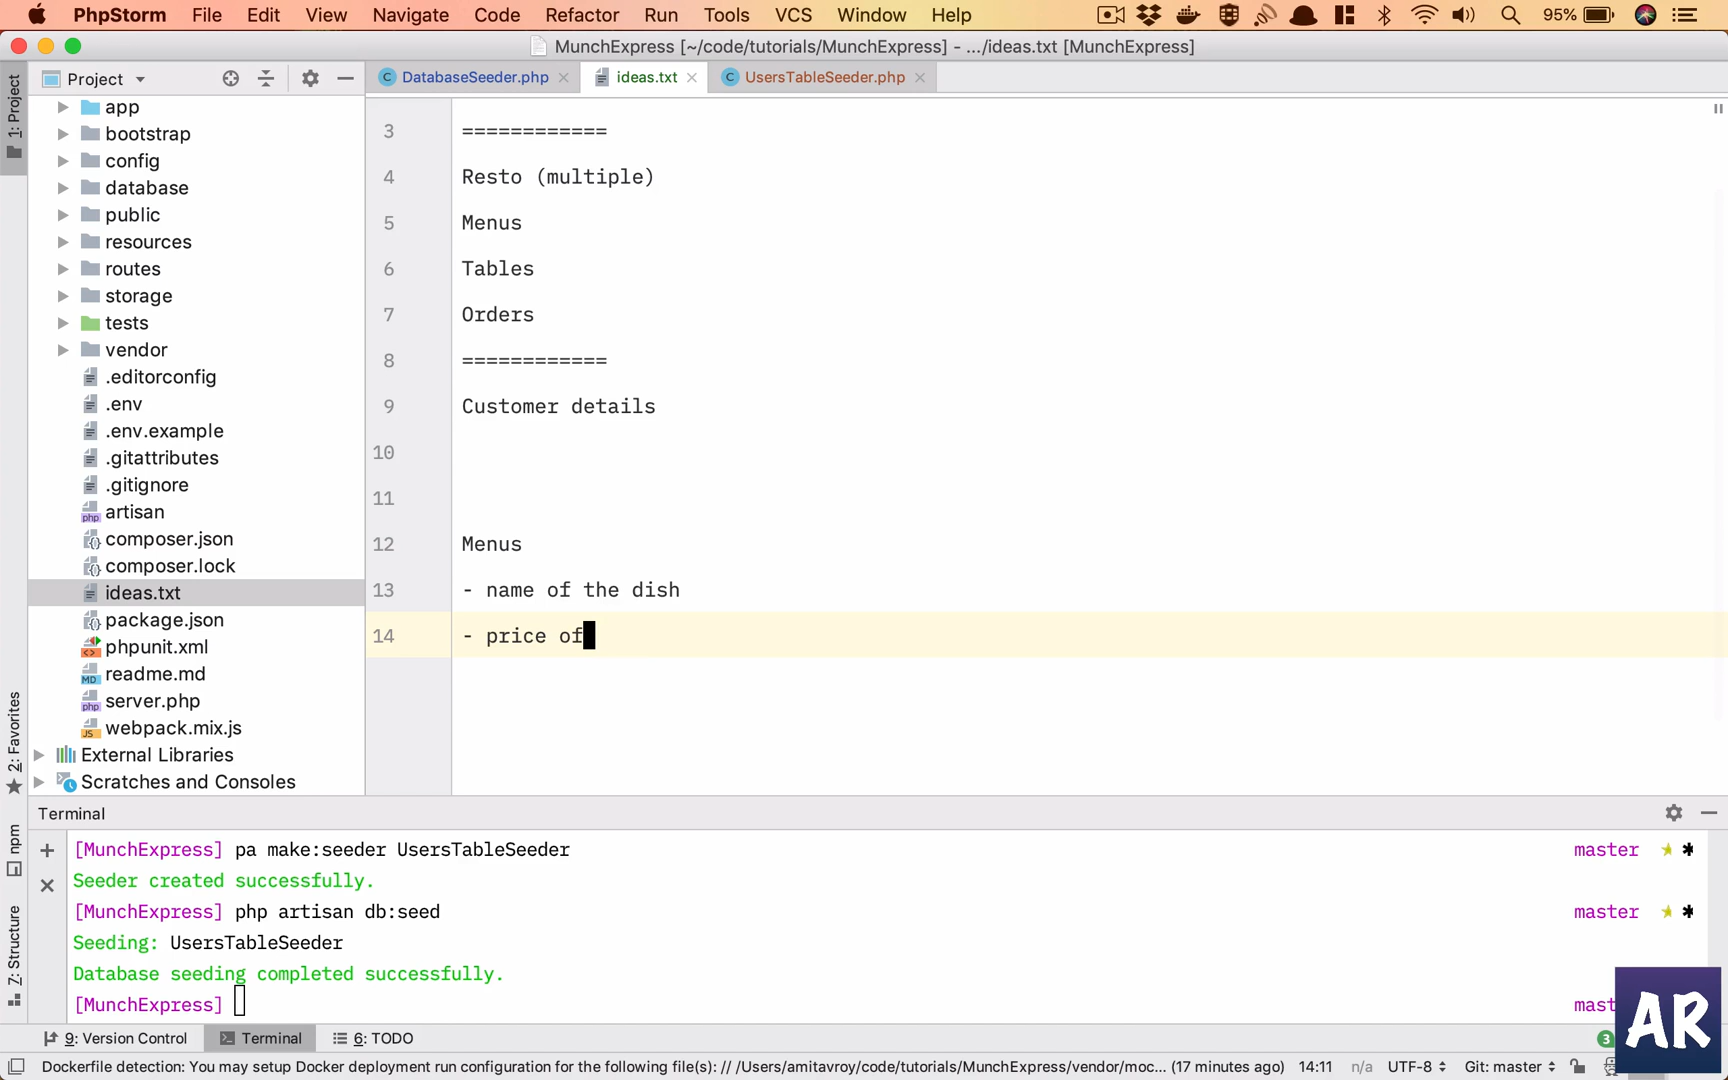 PhpStorm File Edit View Navigate Code Refactor Run Tools VCS Window Help 95%
MunchExpress [~/code/tutorials/MunchExpress] - .../ideas.txt [MunchExpress]
1: Project
Project
DatabaseSeeder.php
ideas.txt
UsersTableSeeder.php
app
bootstrap
config
database
public
resources
routes
storage
tests
vendor
.editorconfig
.env
.env.example
.gitattributes
.gitignore
artisan
composer.json
composer.lock
ideas.txt
package.json
phpunit.xml
readme.md
server.php
webpack.mix.js
External Libraries
Scratches and Consoles
3 ============
4 Resto (multiple)
5 Menus
6 Tables
7 Orders
8 ============
9 Customer details
10
11
12 Menus
13 - name of the dish
14 - price of
2: Favorites
npm
7: Structure
Terminal
[MunchExpress] pa make:seeder UsersTableSeeder master
Seeder created successfully.
[MunchExpress] php artisan db:seed master
Seeding: UsersTableSeeder
Database seeding completed successfully.
[MunchExpress] mast
AR
9: Version Control Terminal 6: TODO 3
Dockerfile detection: You may setup Docker deployment run configuration for the following file(s): // /Users/amitavroy/code/tutorials/MunchExpress/vendor/moc... (17 minutes ago) 14:11 n/a UTF-8 Git: master